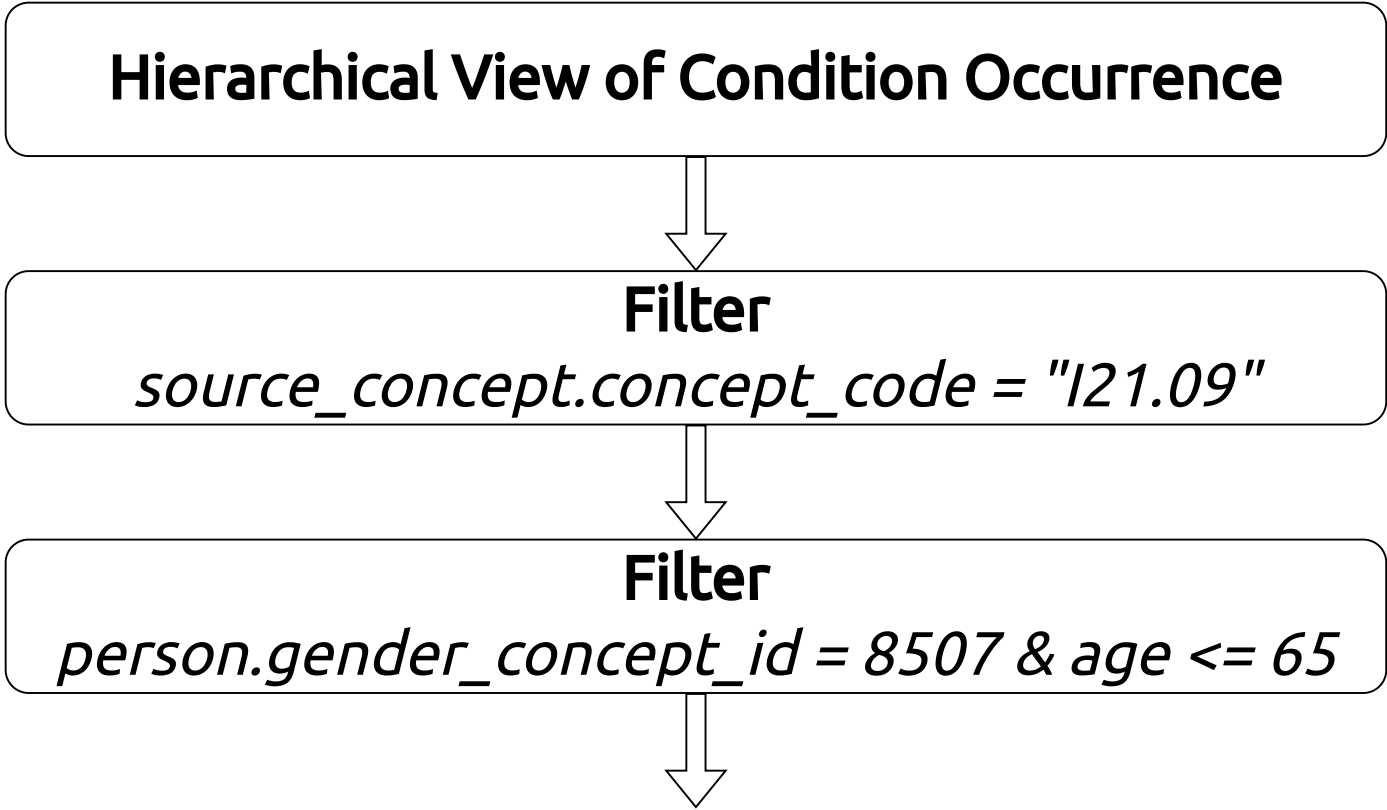 Hierarchical View of Condition Occurrence
Filter
source_concept.concept_code = "I21.09"
Filter
person.gender_concept_id = 8507 & age <= 65